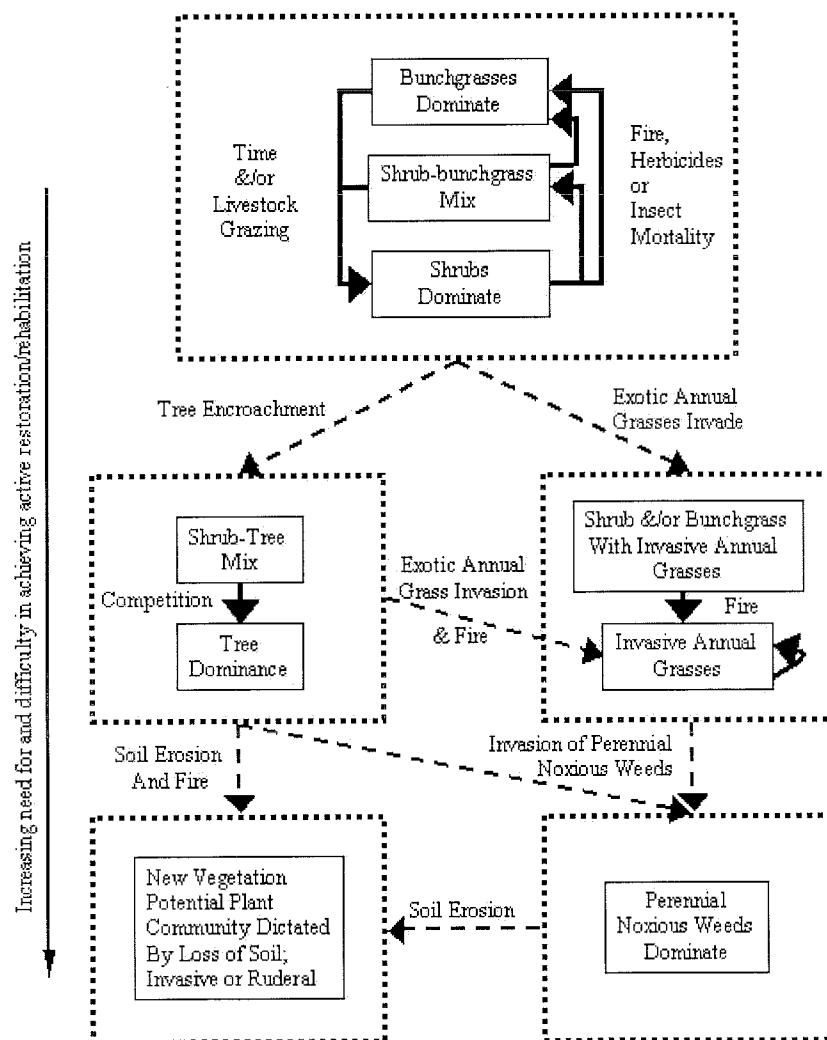 Bunchgrasses
Dominate
Time
&/or
Livestock
Grazing
Shrub-bunchgrass
Mix
Fire,
Herbicides
or
Insect
Mortality
Shrubs
Dominate
Increasing need for and difficulty in achieving active restoration/rehabilitation
Tree Encroachment
Exotic Annual
Grasses Invade
Shrub-Tree
Mix
Competition
Tree
Dominance
Exotic Annual
Grass Invasion
& Fire
Shrub &/or Bunchgrass
With Invasive Annual
Grasses
Fire
Invasive Annual
Grasses
Soil Erosion
And Fire
Invasion of Perennial
Noxious Weeds
New Vegetation
Potential Plant
Community Dictated
By Loss of Soil;
Invasive or Ruderal
Soil Erosion
Perennial
Noxious Weeds
Dominate